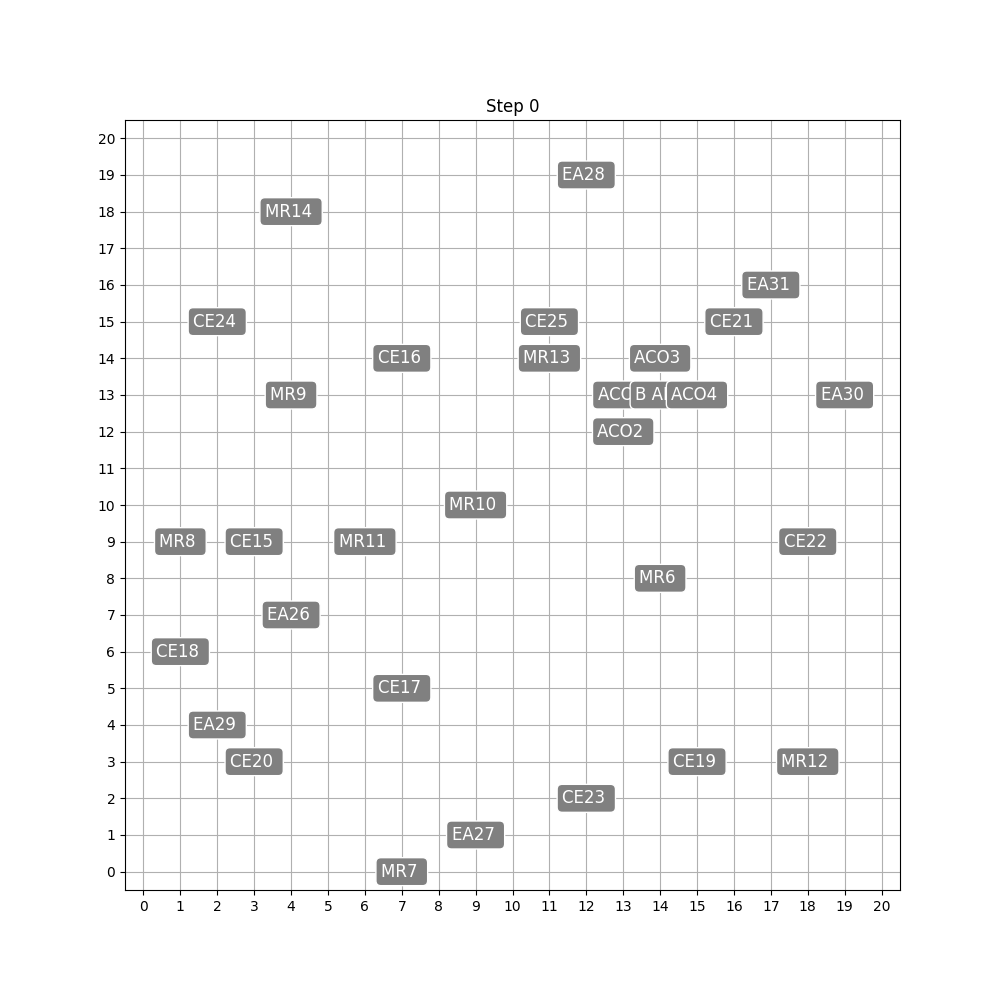 Step 0
20
19 EA28
18 MR14
17
16 EA31
15 CE24 CE25 CE21
14 CE16 MR13 ACO3
13 MR9 ACO4 EA30
12 ACO2
11
10 MR10
9 MR8 CE15 MR11 CE22
8 MR6
7 EA26
6 CE18
5 CE17
4 EA29
3 CE20 CE19 MR12
2 CE23
1 EA27
0 MR7
0 1 2 3 4 5 6 7 8 9 10 11 12 13 14 15 16 17 18 19 20